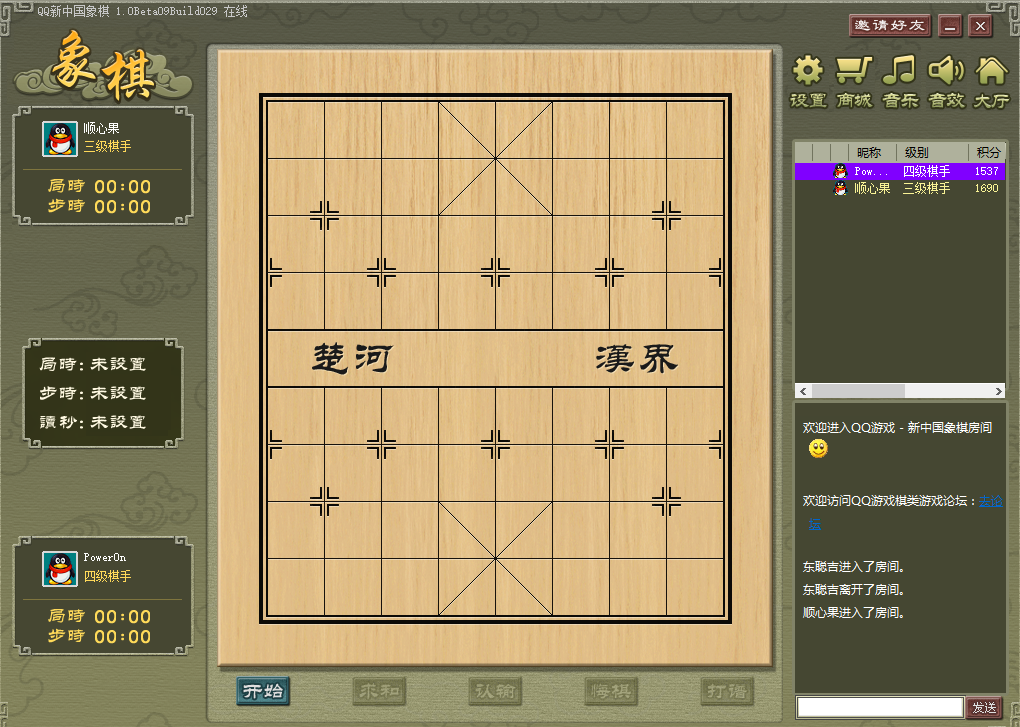 QQ新中国象棋 1.0Beta09Build029 在线
邀请好友
象棋
设置 商城 音乐 音效 大厅
顺心果
三级棋手
局時 00:00
步時 00:00
昵称 级别 积分
Pow... 四级棋手 1537
顺心果 三级棋手 1690
楚河 漢界
局時: 未設置
步時: 未設置
讀秒: 未設置
欢迎进入QQ游戏 - 新中国象棋房间
欢迎访问QQ游戏棋类游戏论坛：去论
坛
东聪吉进入了房间。
东聪吉离开了房间。
顺心果进入了房间。
PowerOn
四级棋手
局時 00:00
步時 00:00
开始 求和 认输 悔棋 打谱
发送